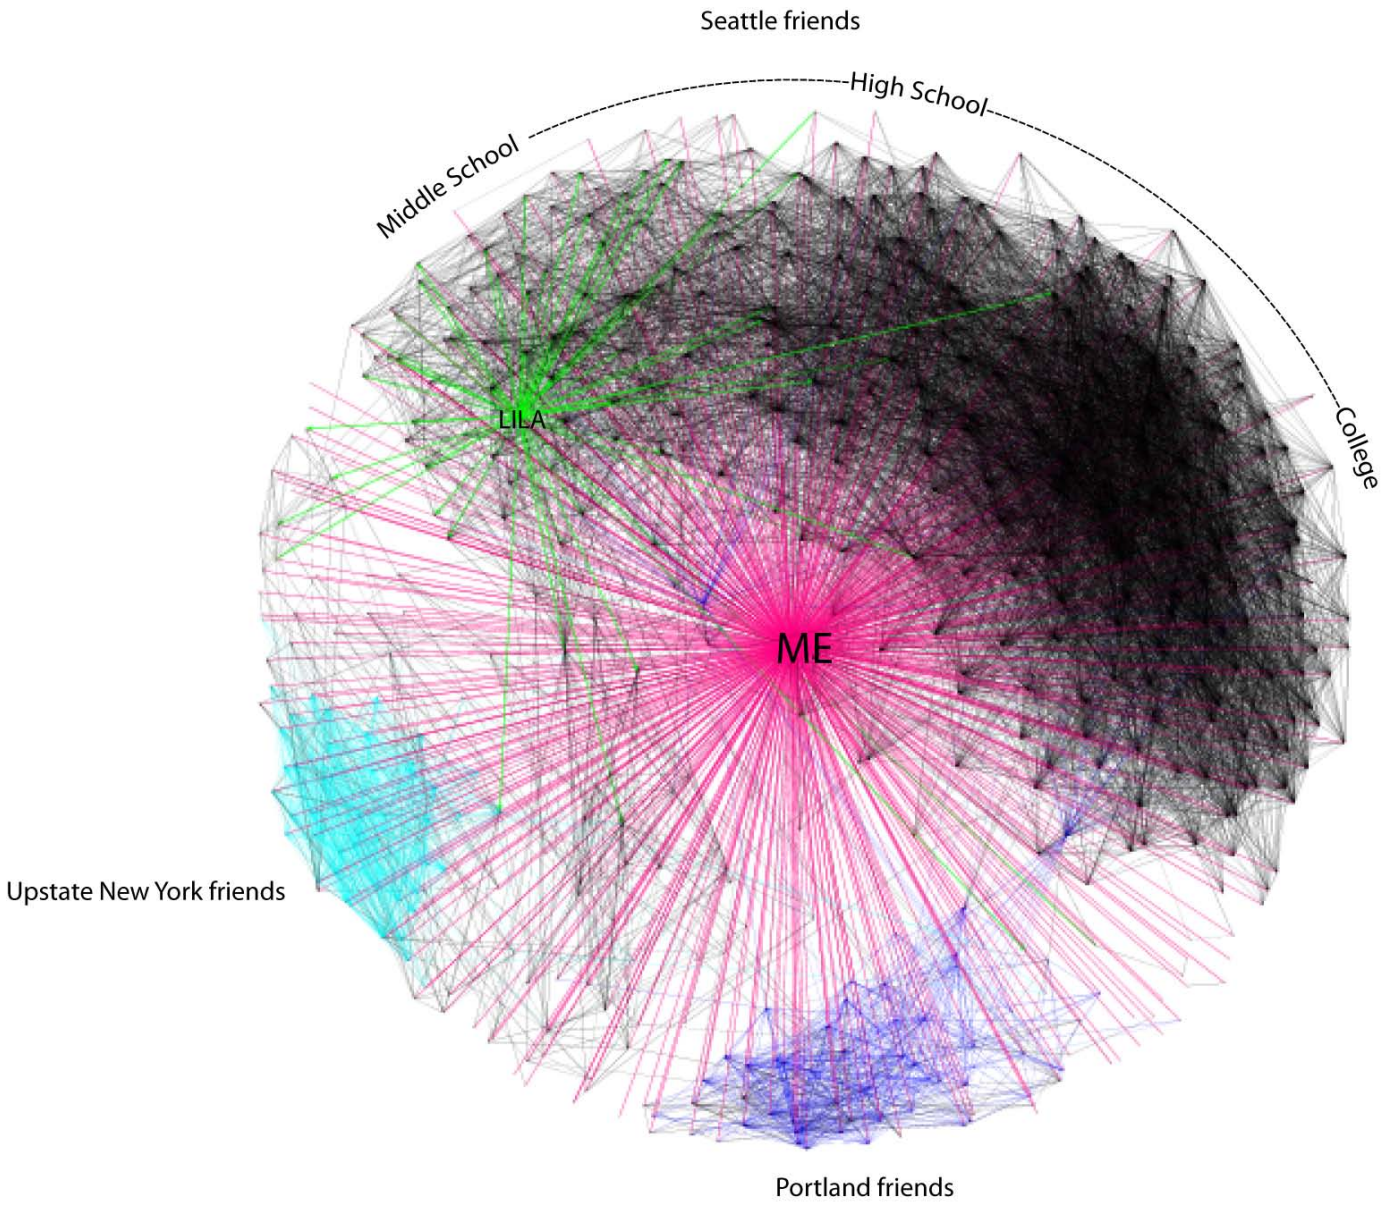 Seattle friends
High School
Middle School
College
LILA
ME
Upstate New York friends
Portland friends